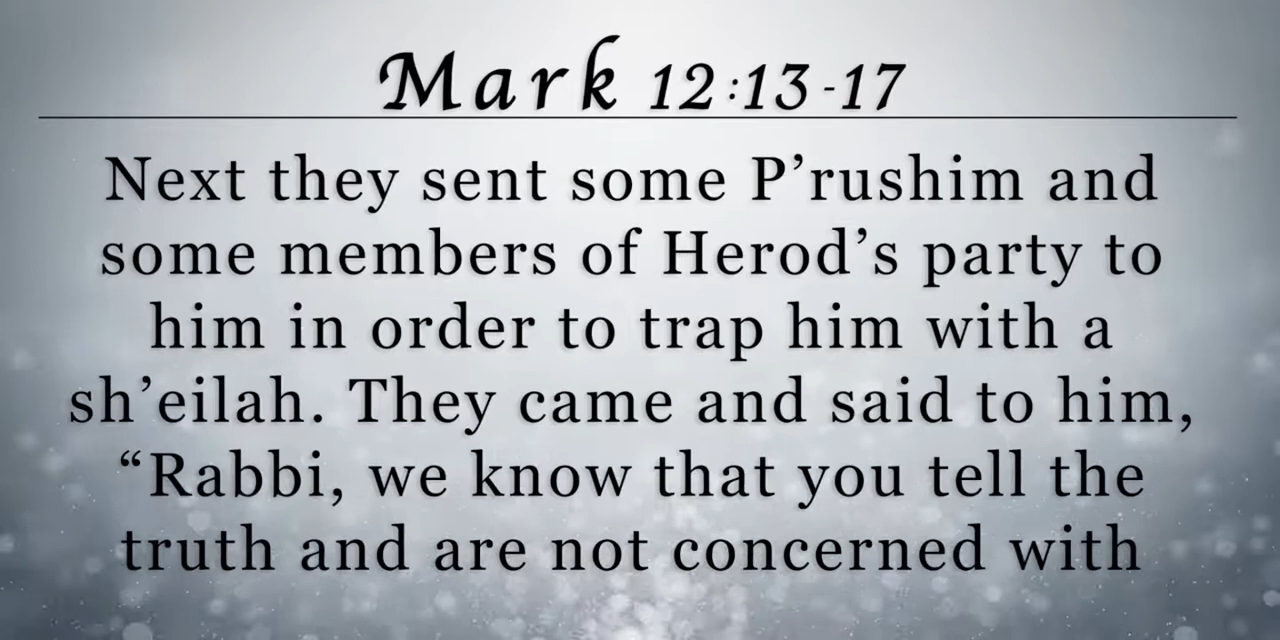 Mark 12:13-17
Next they sent some P’rushim and
some members of Herod’s party to
him in order to trap him with a
sh’eilah. They came and said to him,
“Rabbi, we know that you tell the
truth and are not concerned with